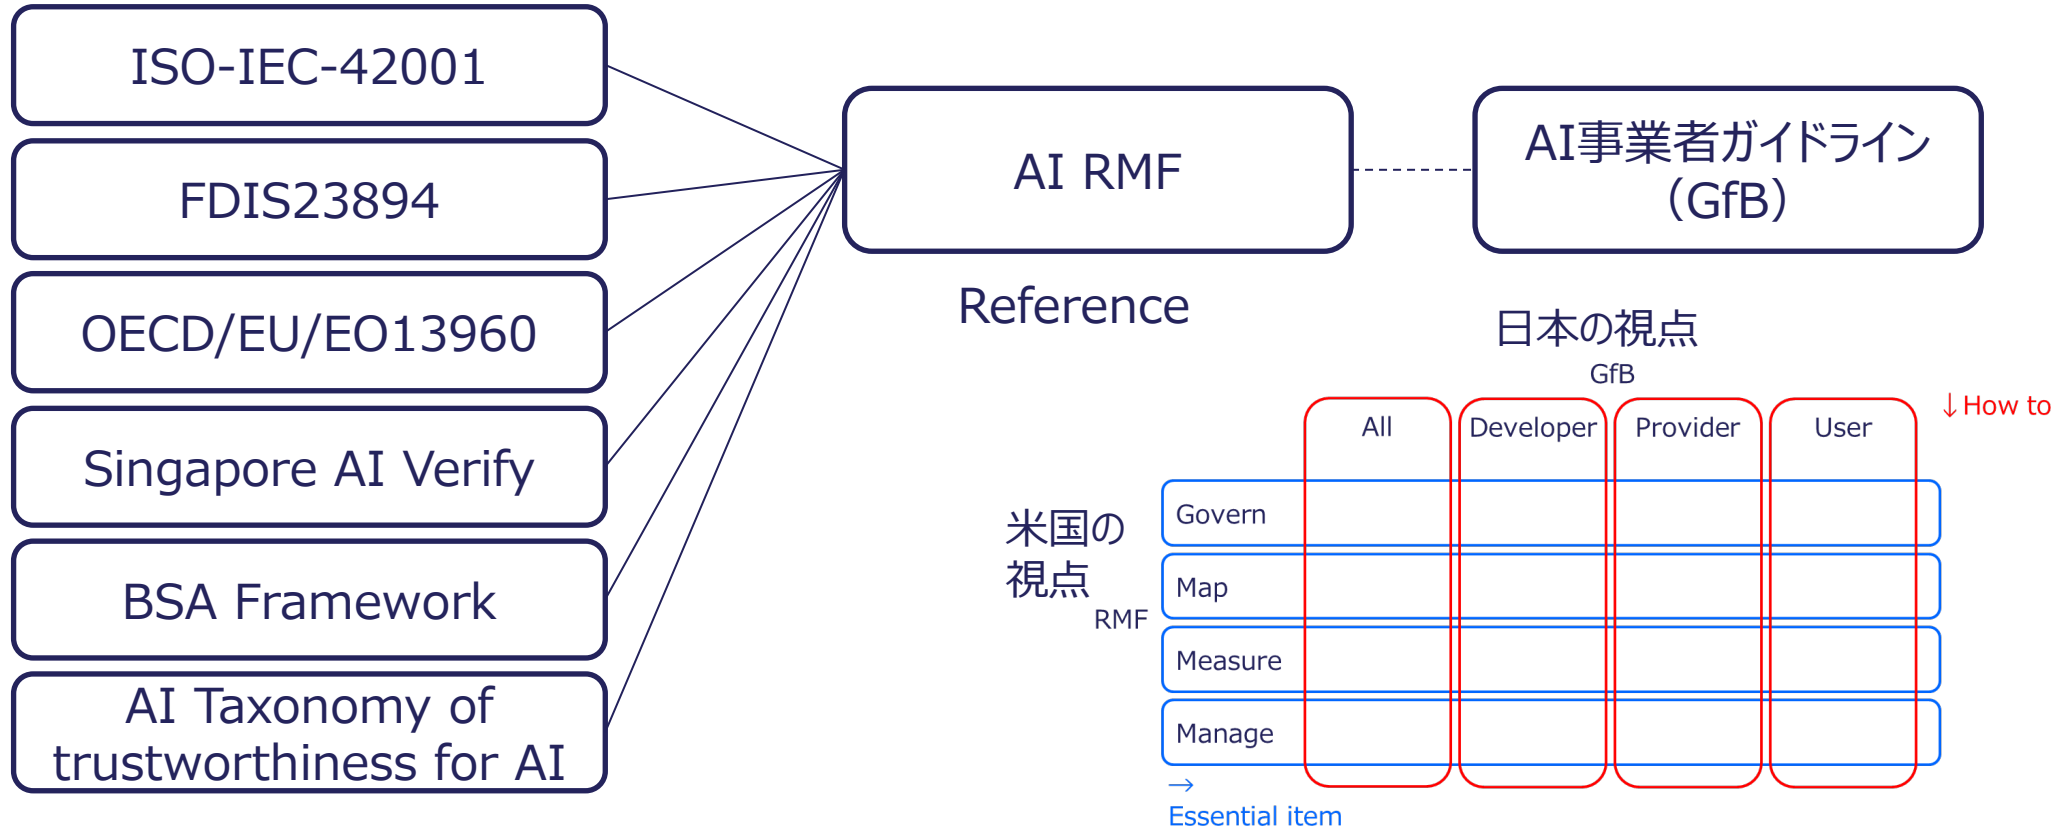 ISO-IEC-42001
FDIS23894
OECD/EU/EO13960
Singapore AI Verify
BSA Framework
AI Taxonomy of
trustworthiness for AI
AI RMF
Reference
AI事業者ガイドライン
（GfB）
日本の視点
GfB
↓How to
All
Developer
Provider
User
米国の
視点
RMF
Govern
Map
Measure
Manage
→
Essential item